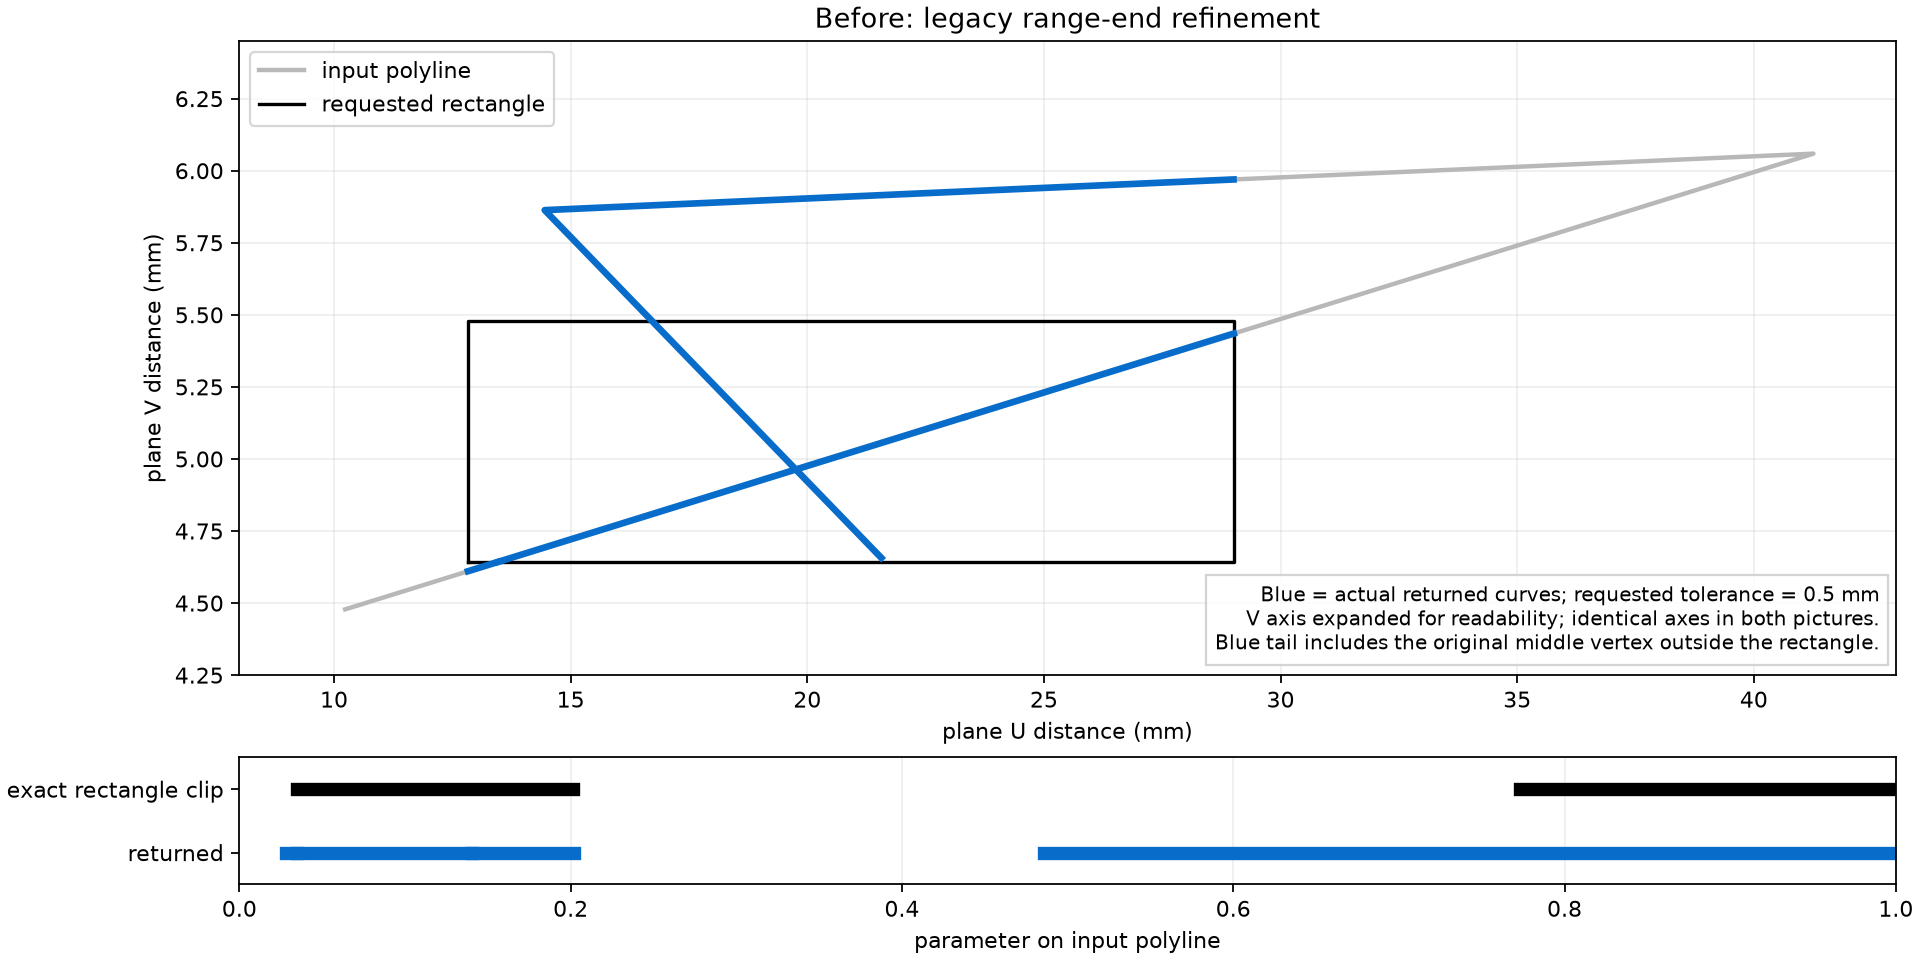 Before: legacy range-end refinement
input polyline
requested rectangle
plane V distance (mm)
6.25
6.00
5.75
5.50
5.25
5.00
4.75
4.50
4.25
Blue = actual returned curves; requested tolerance = 0.5 mm
V axis expanded for readability; identical axes in both pictures.
Blue tail includes the original middle vertex outside the rectangle.
10 15 20 25 30 35 40
plane U distance (mm)
exact rectangle clip
returned
0.0 0.2 0.4 0.6 0.8 1.0
parameter on input polyline